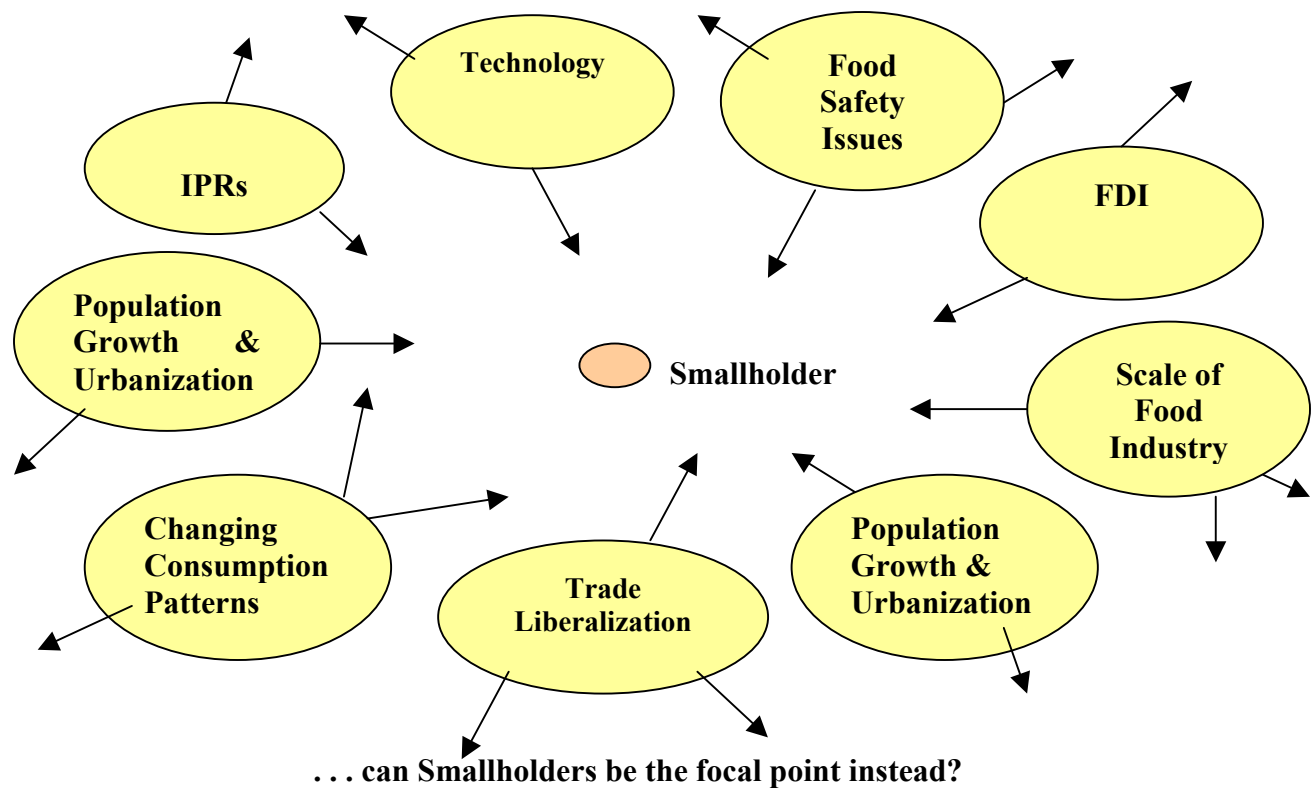 Technology
Food
Safety
Issues
IPRs
FDI
Population
Growth &
Urbanization
Smallholder
Scale of
Food
Industry
Changing
Consumption
Patterns
Trade
Liberalization
Population
Growth &
Urbanization
. . . can Smallholders be the focal point instead?